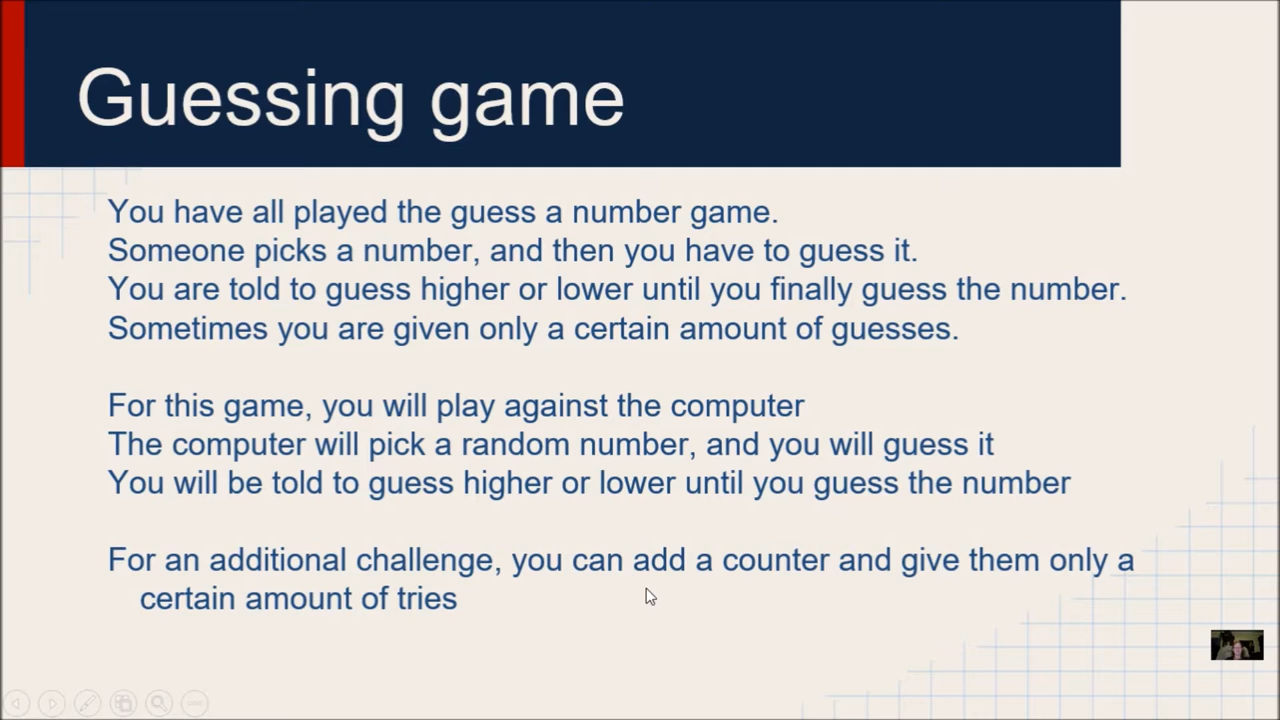 Guessing game
You have all played the guess a number game.
Someone picks a number, and then you have to guess it.
You are told to guess higher or lower until you finally guess the number.
Sometimes you are given only a certain amount of guesses.
For this game, you will play against the computer
The computer will pick a random number, and you will guess it
You will be told to guess higher or lower until you guess the number
For an additional challenge, you can add a counter and give them only a
certain amount of tries